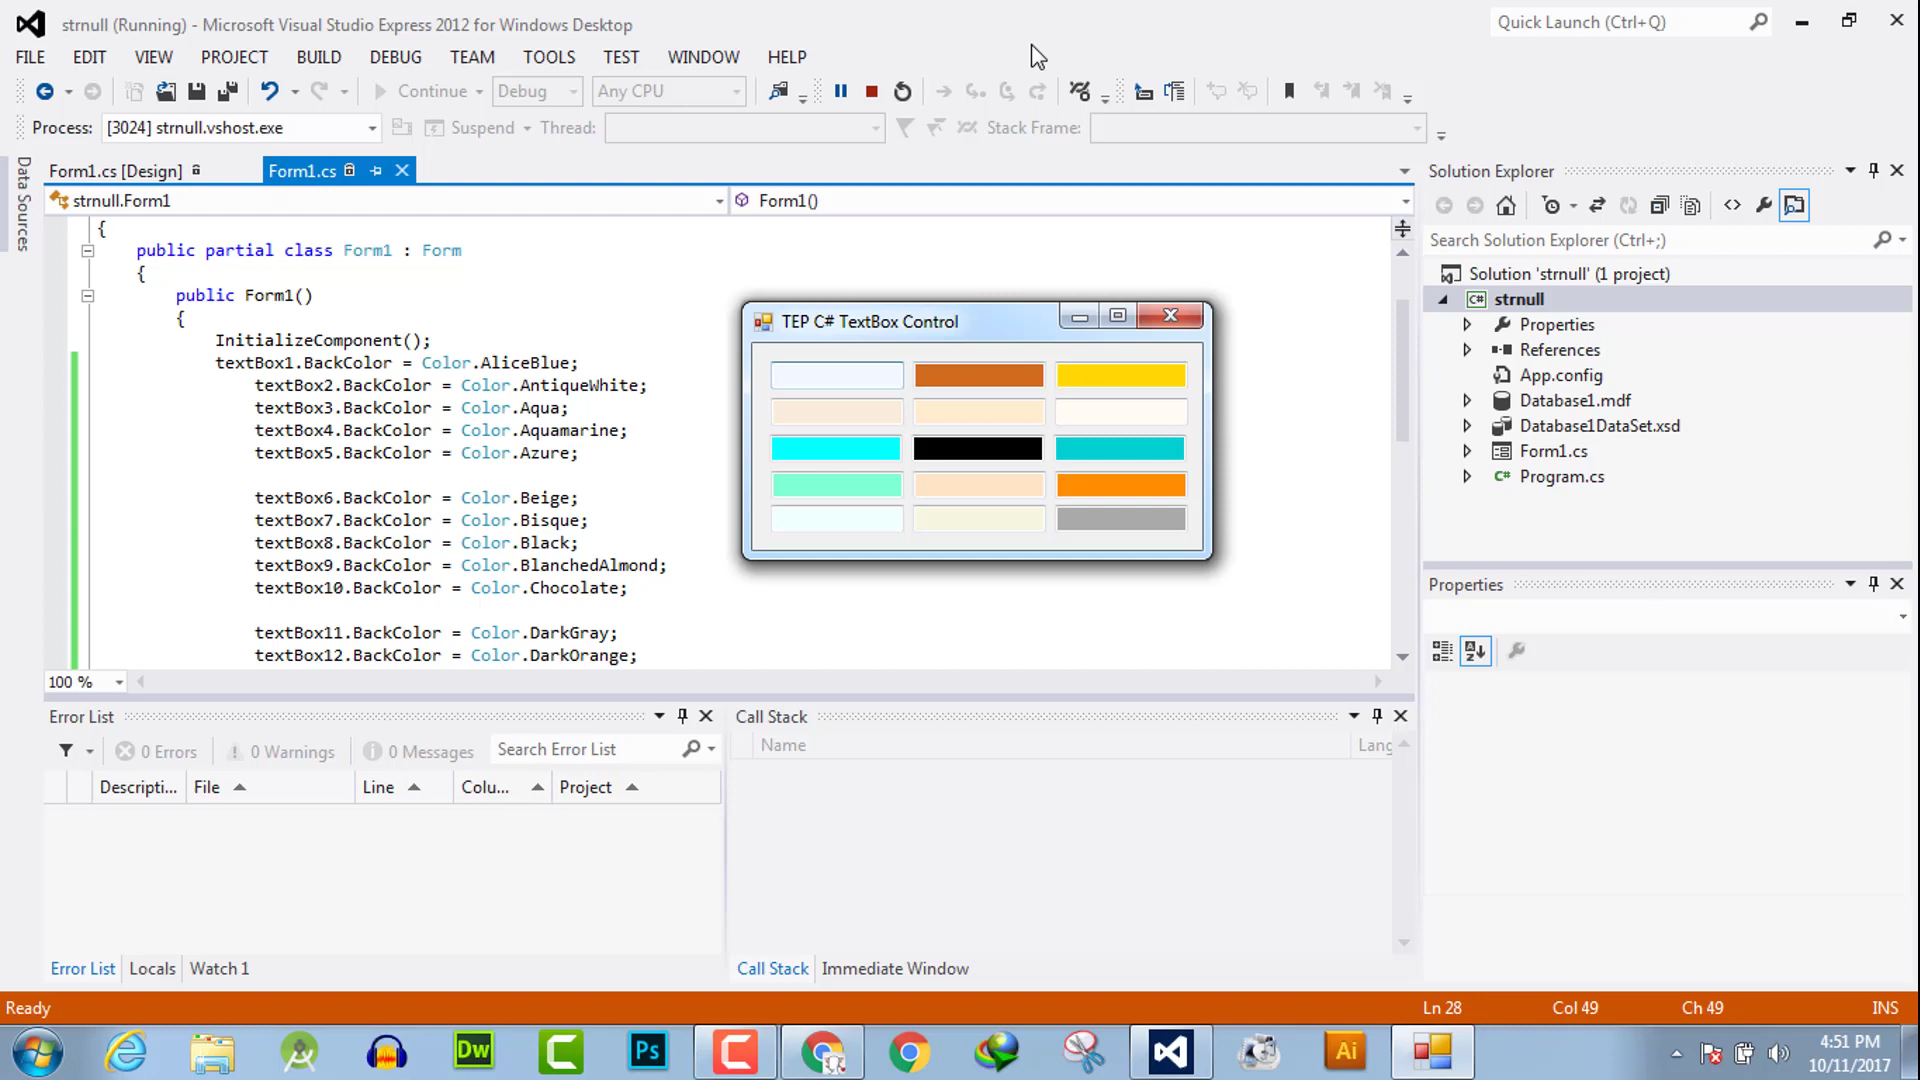 strnull (Running) - Microsoft Visual Studio Express 2012 for Windows Desktop
Quick Launch (Ctrl+Q)
FILE EDIT VIEW PROJECT BUILD DEBUG TEAM TOOLS TEST WINDOW HELP
Continue Debug Any CPU
Process: [3024] strnull.vshost.exe Suspend Thread: Stack Frame:
Data Sources
Form1.cs [Design] Form1.cs
strnull.Form1 Form1()
{
public partial class Form1 : Form
{
public Form1()
{
InitializeComponent();
textBox1.BackColor = Color.AliceBlue;
textBox2.BackColor = Color.AntiqueWhite;
textBox3.BackColor = Color.Aqua;
textBox4.BackColor = Color.Aquamarine;
textBox5.BackColor = Color.Azure;
textBox6.BackColor = Color.Beige;
textBox7.BackColor = Color.Bisque;
textBox8.BackColor = Color.Black;
textBox9.BackColor = Color.BlanchedAlmond;
textBox10.BackColor = Color.Chocolate;
textBox11.BackColor = Color.DarkGray;
textBox12.BackColor = Color.DarkOrange;
100 %
TEP C# TextBox Control
Solution Explorer
Search Solution Explorer (Ctrl+;)
Solution 'strnull' (1 project)
C# strnull
Properties
References
App.config
Database1.mdf
Database1DataSet.xsd
Form1.cs
C# Program.cs
Properties
Error List
0 Errors 0 Warnings 0 Messages Search Error List
Descripti... File Line Colu... Project
Error List Locals Watch 1
Call Stack
Name Lang
Call Stack Immediate Window
Ready Ln 28 Col 49 Ch 49 INS
Dw Ps Ai
4:51 PM
10/11/2017